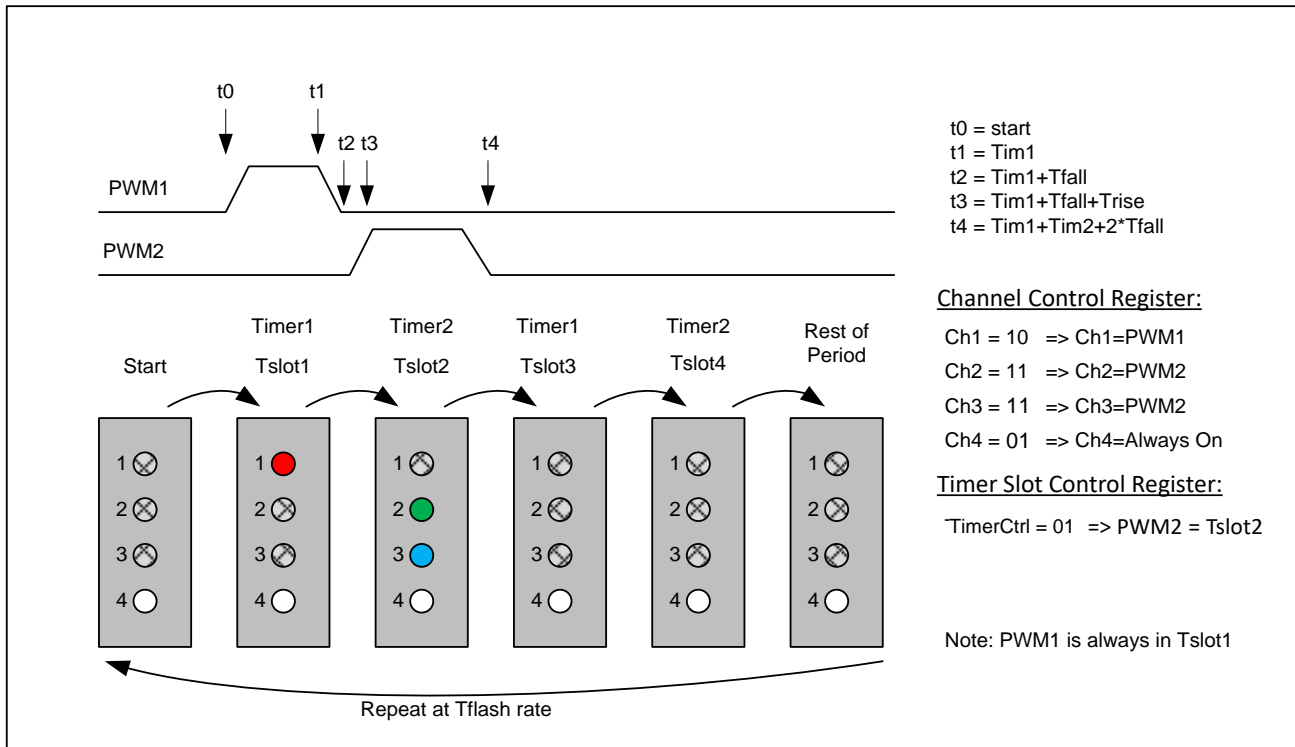 t0
t1
t2
t3
t4
PWM1
PWM2
t0 = start
t1 = Tim1
t2 = Tim1+Tfall
t3 = Tim1+Tfall+Trise
t4 = Tim1+Tim2+2*Tfall
Start
Timer1
Tslot1
Timer2
Tslot2
Timer1
Tslot3
Timer2
Tslot4
Rest of
Period
1
2
3
4
1
2
3
4
1
2
3
4
1
2
3
4
1
2
3
4
1
2
3
4
Repeat at Tflash rate
Channel Control Register:
Ch1 = 10 => Ch1=PWM1
Ch2 = 11 => Ch2=PWM2
Ch3 = 11 => Ch3=PWM2
Ch4 = 01 => Ch4=Always On
Timer Slot Control Register:
TimerCtrl = 01 => PWM2 = Tslot2
Note: PWM1 is always in Tslot1